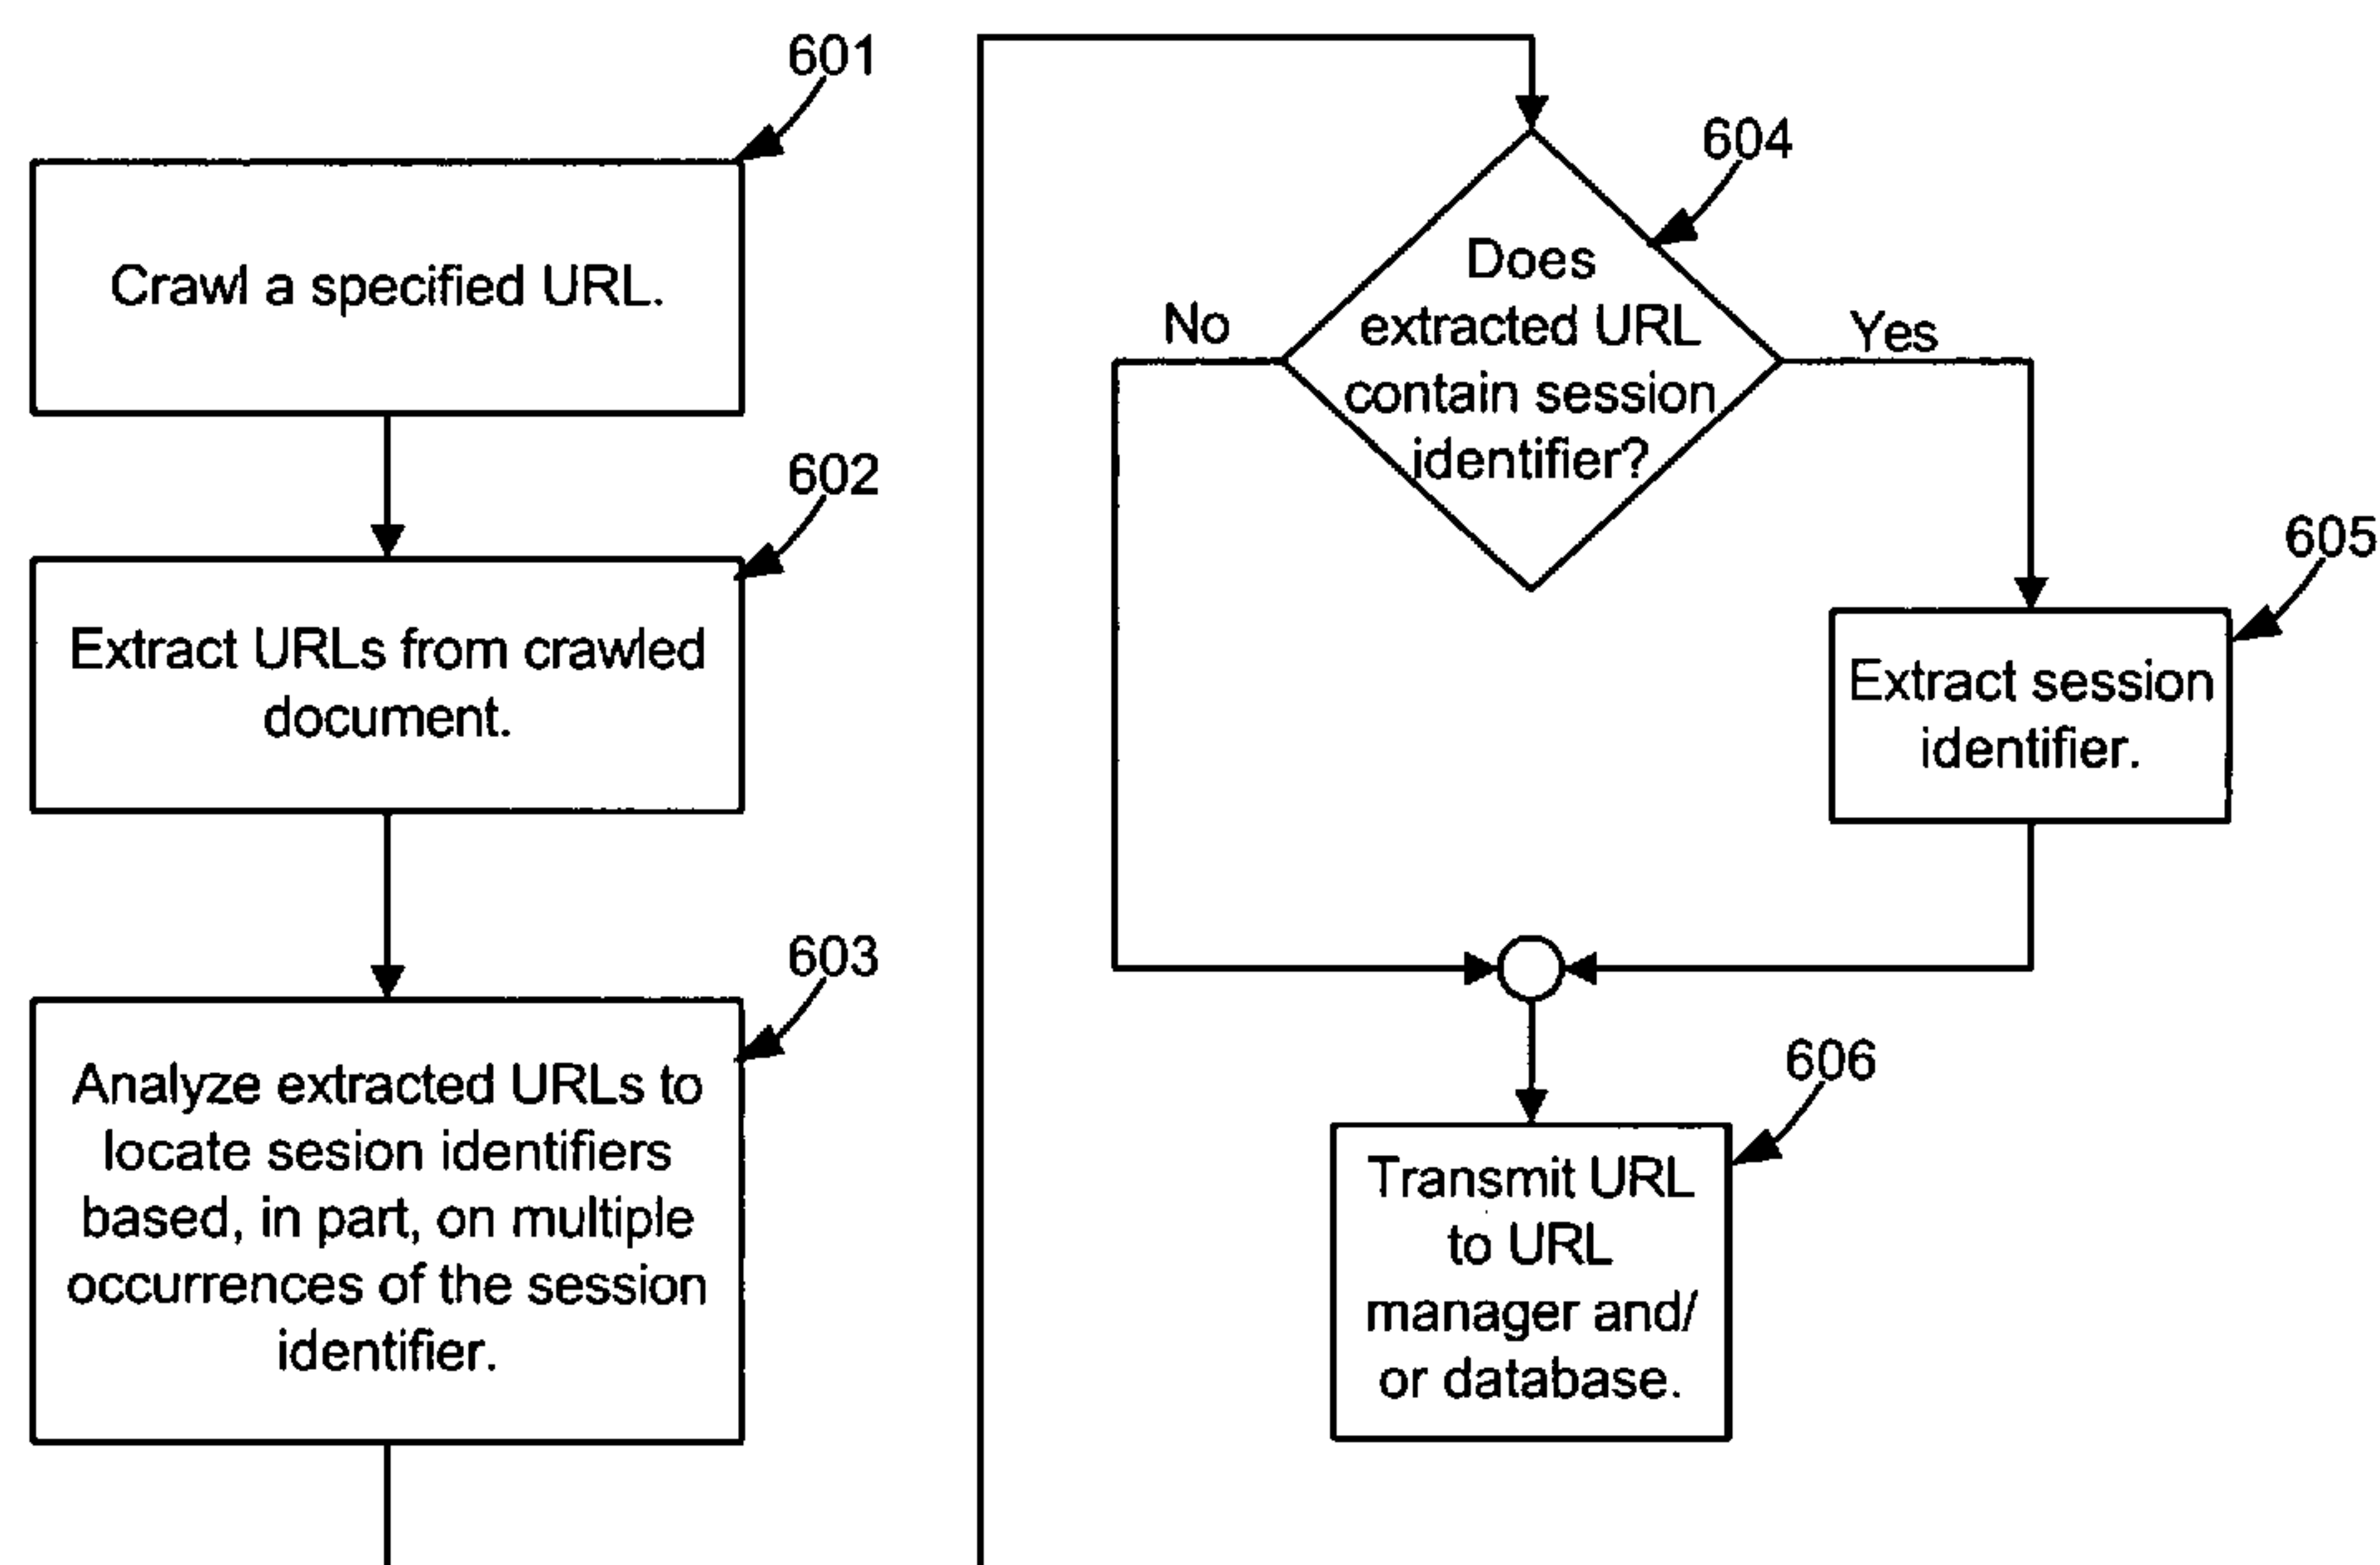 601
Crawl a specified URL.
602
Extract URLs from crawled
document.
603
Analyze extracted URLs to
locate sesion identifiers
based, in part, on multiple
occurrences of the session
identifier.
604
Does
extracted URL
contain session
identifier?
No
Yes
605
Extract session
identifier.
606
Transmit URL
to URL
manager and/
or database.